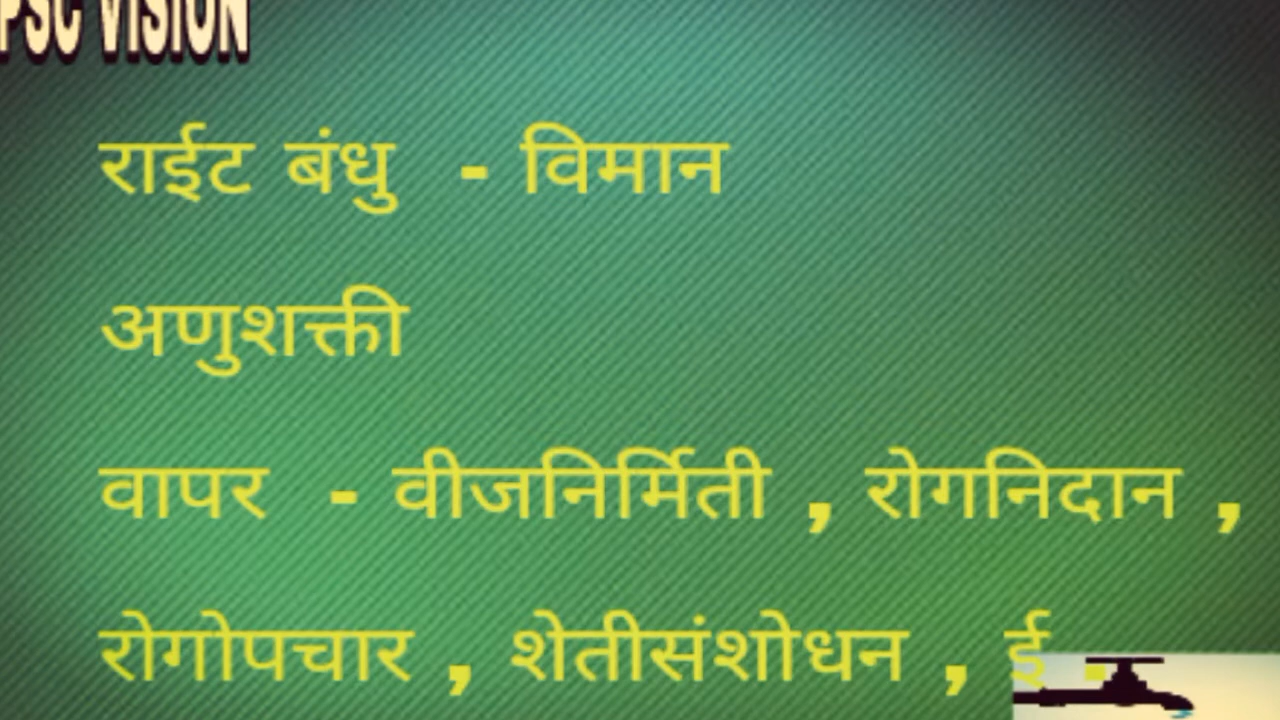 PSC VISION
राईट बंधु - विमान
अणुशक्ती
वापर - वीजनिर्मिती , रोगनिदान ,
रोगोपचार , शेतीसंशोधन , ई .